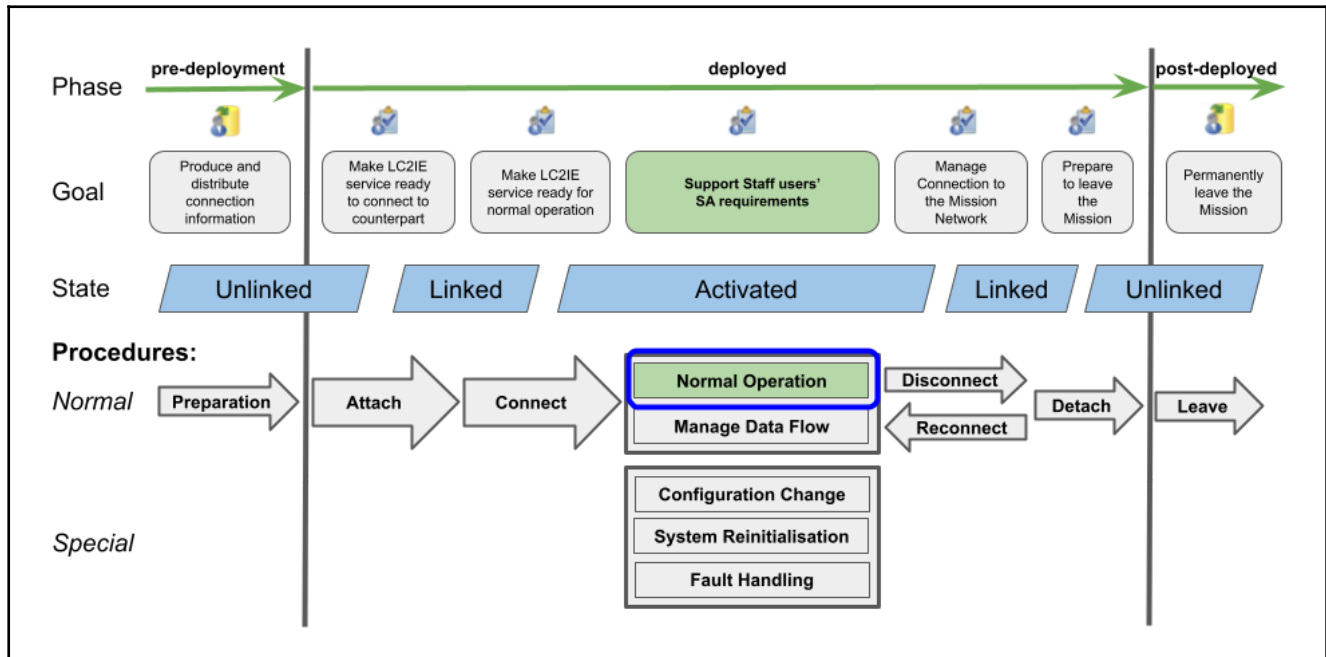 Phase
pre-deployment
deployed
post-deployed
Goal
Produce and
distribute
connection
information
Make LC2IE
service ready
to connect to
counterpart
Make LC2IE
service ready for
normal operation
Support Staff users'
SA requirements
Manage
Connection to
the Mission
Network
Prepare
to leave
the
Mission
Permanently
leave the
Mission
State
Unlinked
Linked
Activated
Linked
Unlinked
Procedures:
Normal
Preparation
Attach
Connect
Normal Operation
Manage Data Flow
Disconnect
Reconnect
Detach
Leave
Special
Configuration Change
System Reinitialisation
Fault Handling